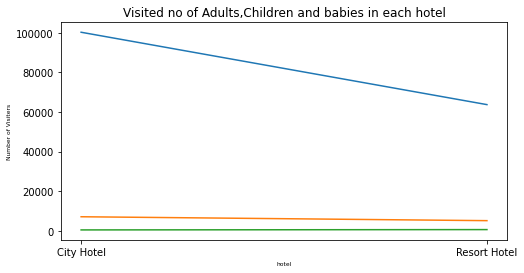 Visited no of Adults,Children and babies in each hotel
100000
80000
60000
40000
20000
0
Number of Visiters
City Hotel
Resort Hotel
hotel